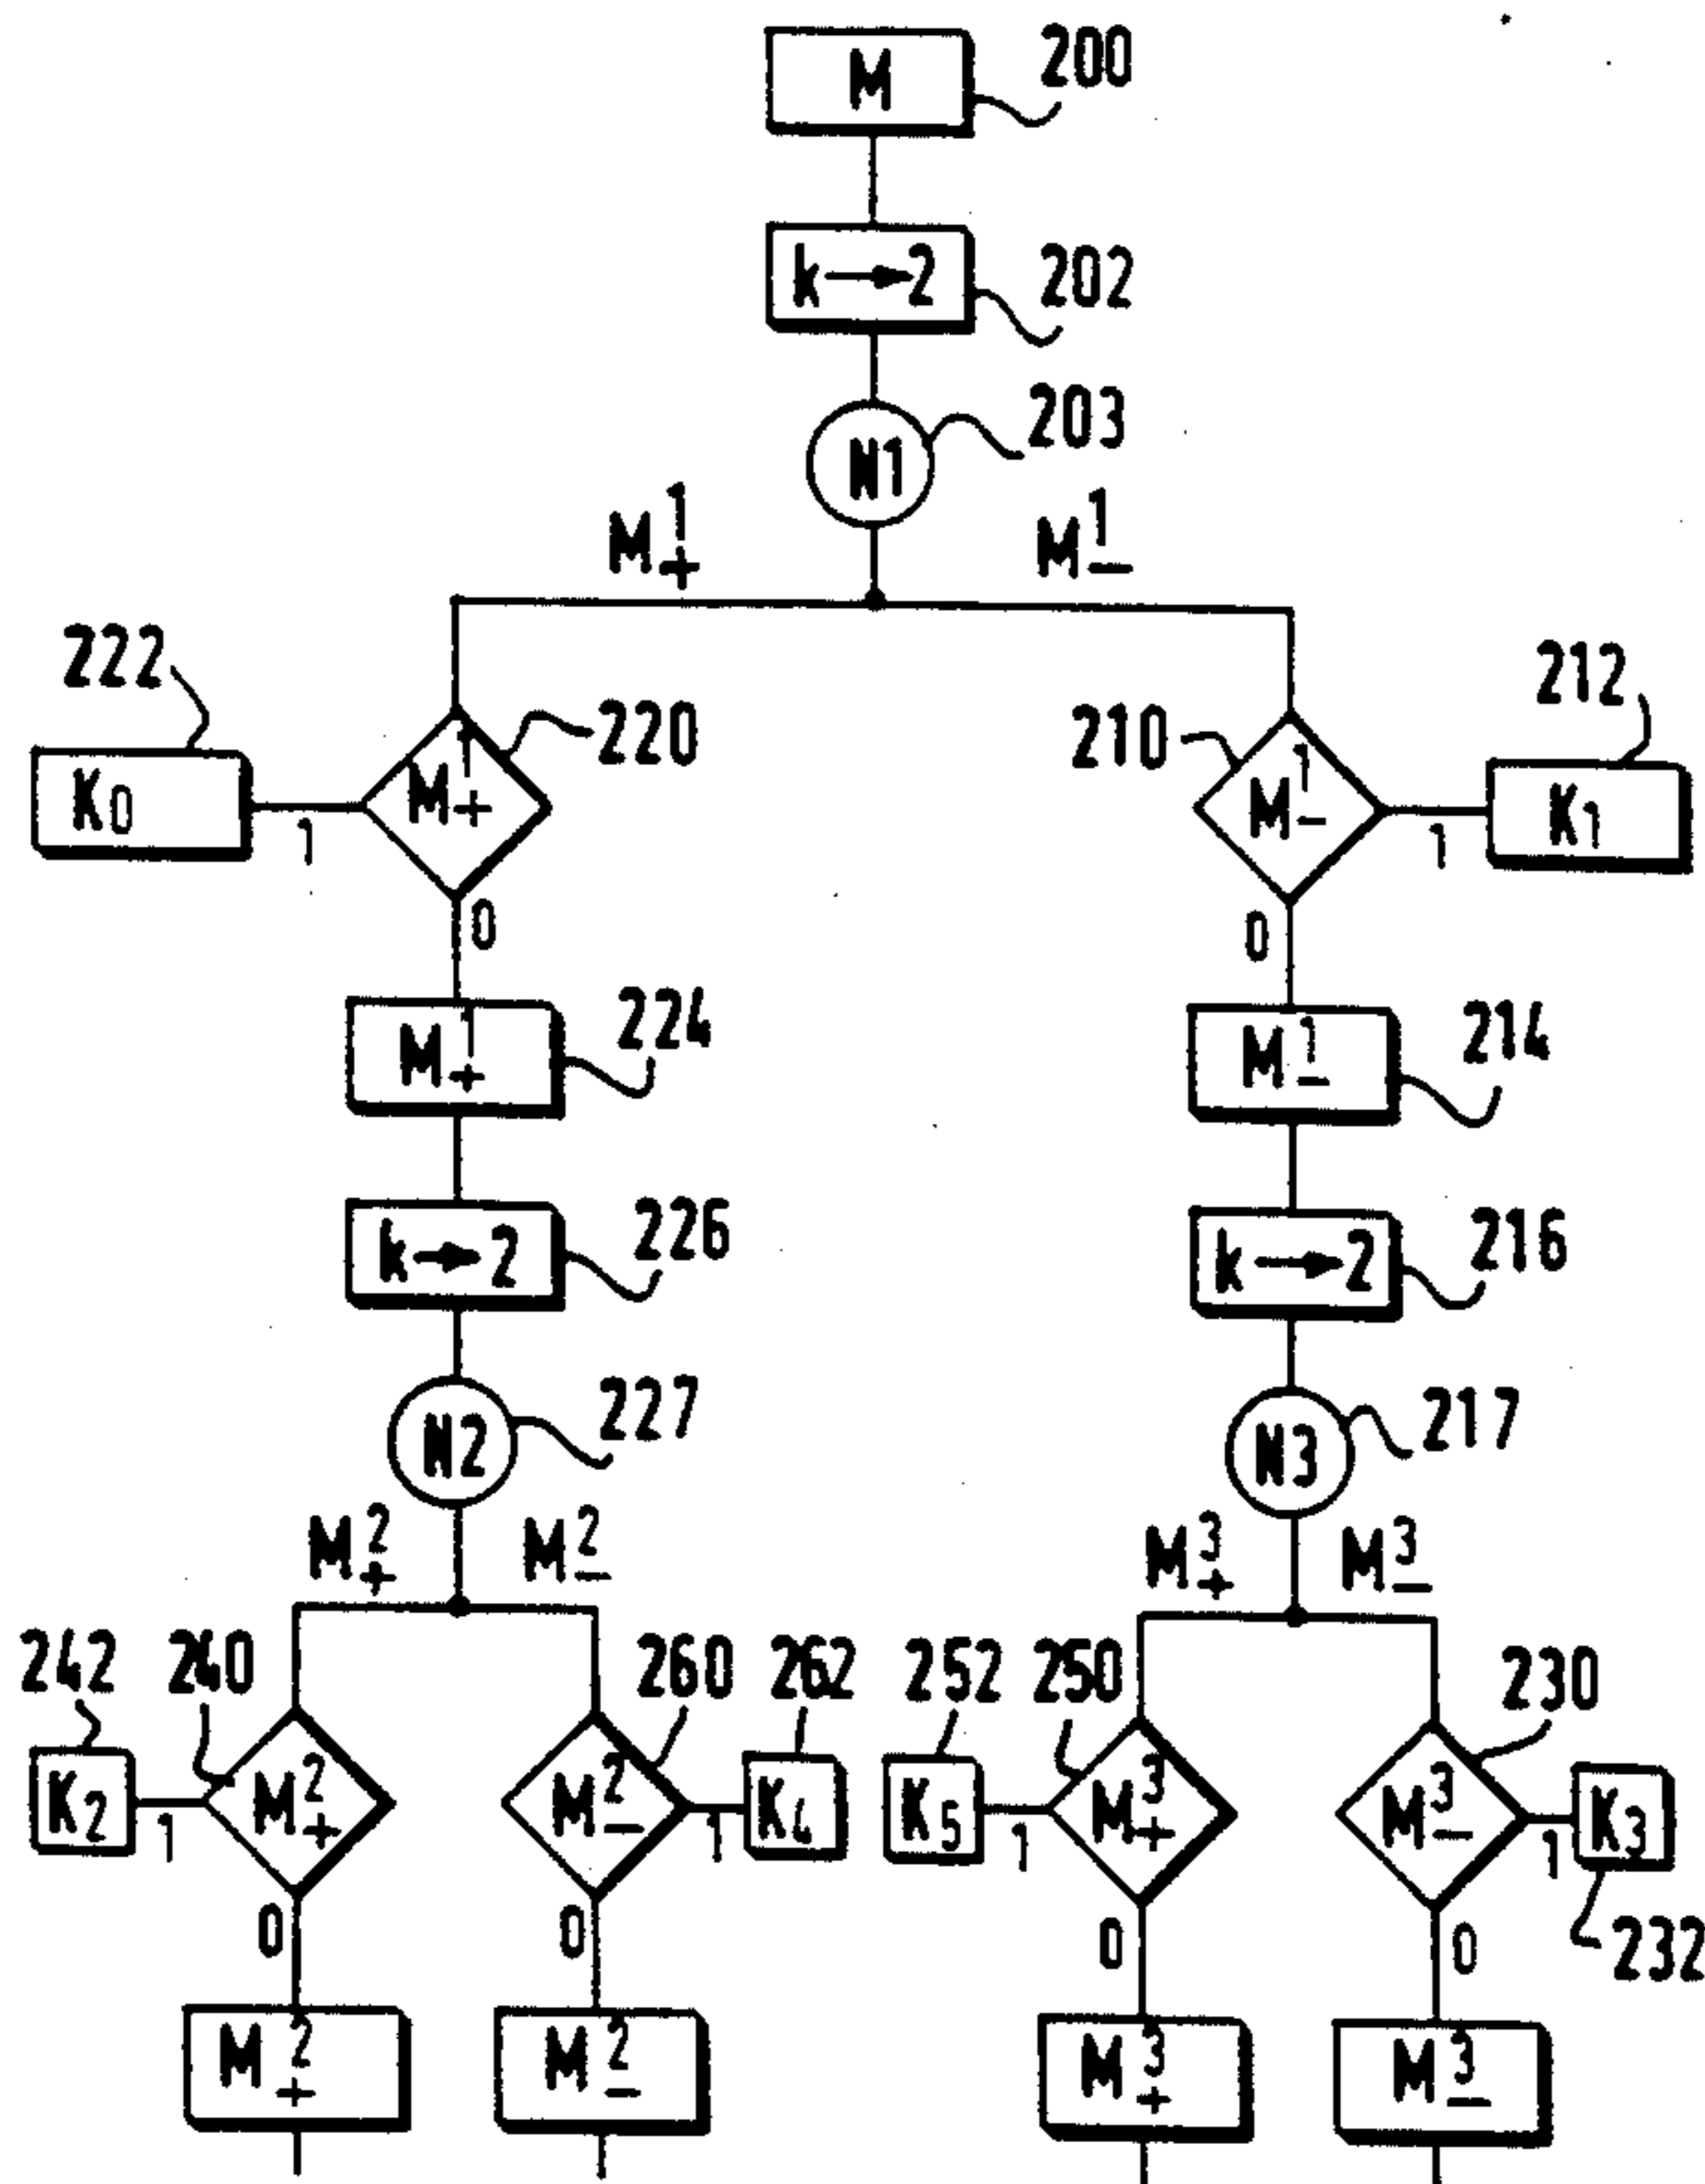 M 200
k→2 202
N1 203
M¹₊ M¹₋
222 220 210 212
K₀ 1 M¹₊ M¹₋ 1 K₁
0 0
M¹₊ 224 M¹₋ 214
k→2 226 k→2 216
N2 227 N3 217
M²₊ M²₋ M³₊ M³₋
242 240 260 262 252 250 230
K₂ 1 M²₊ M²₋ 1 K₄ K₅ 1 M³₊ M³₋ 1 K₃
0 0 0 0 232
M²₊ M²₋ M³₊ M³₋